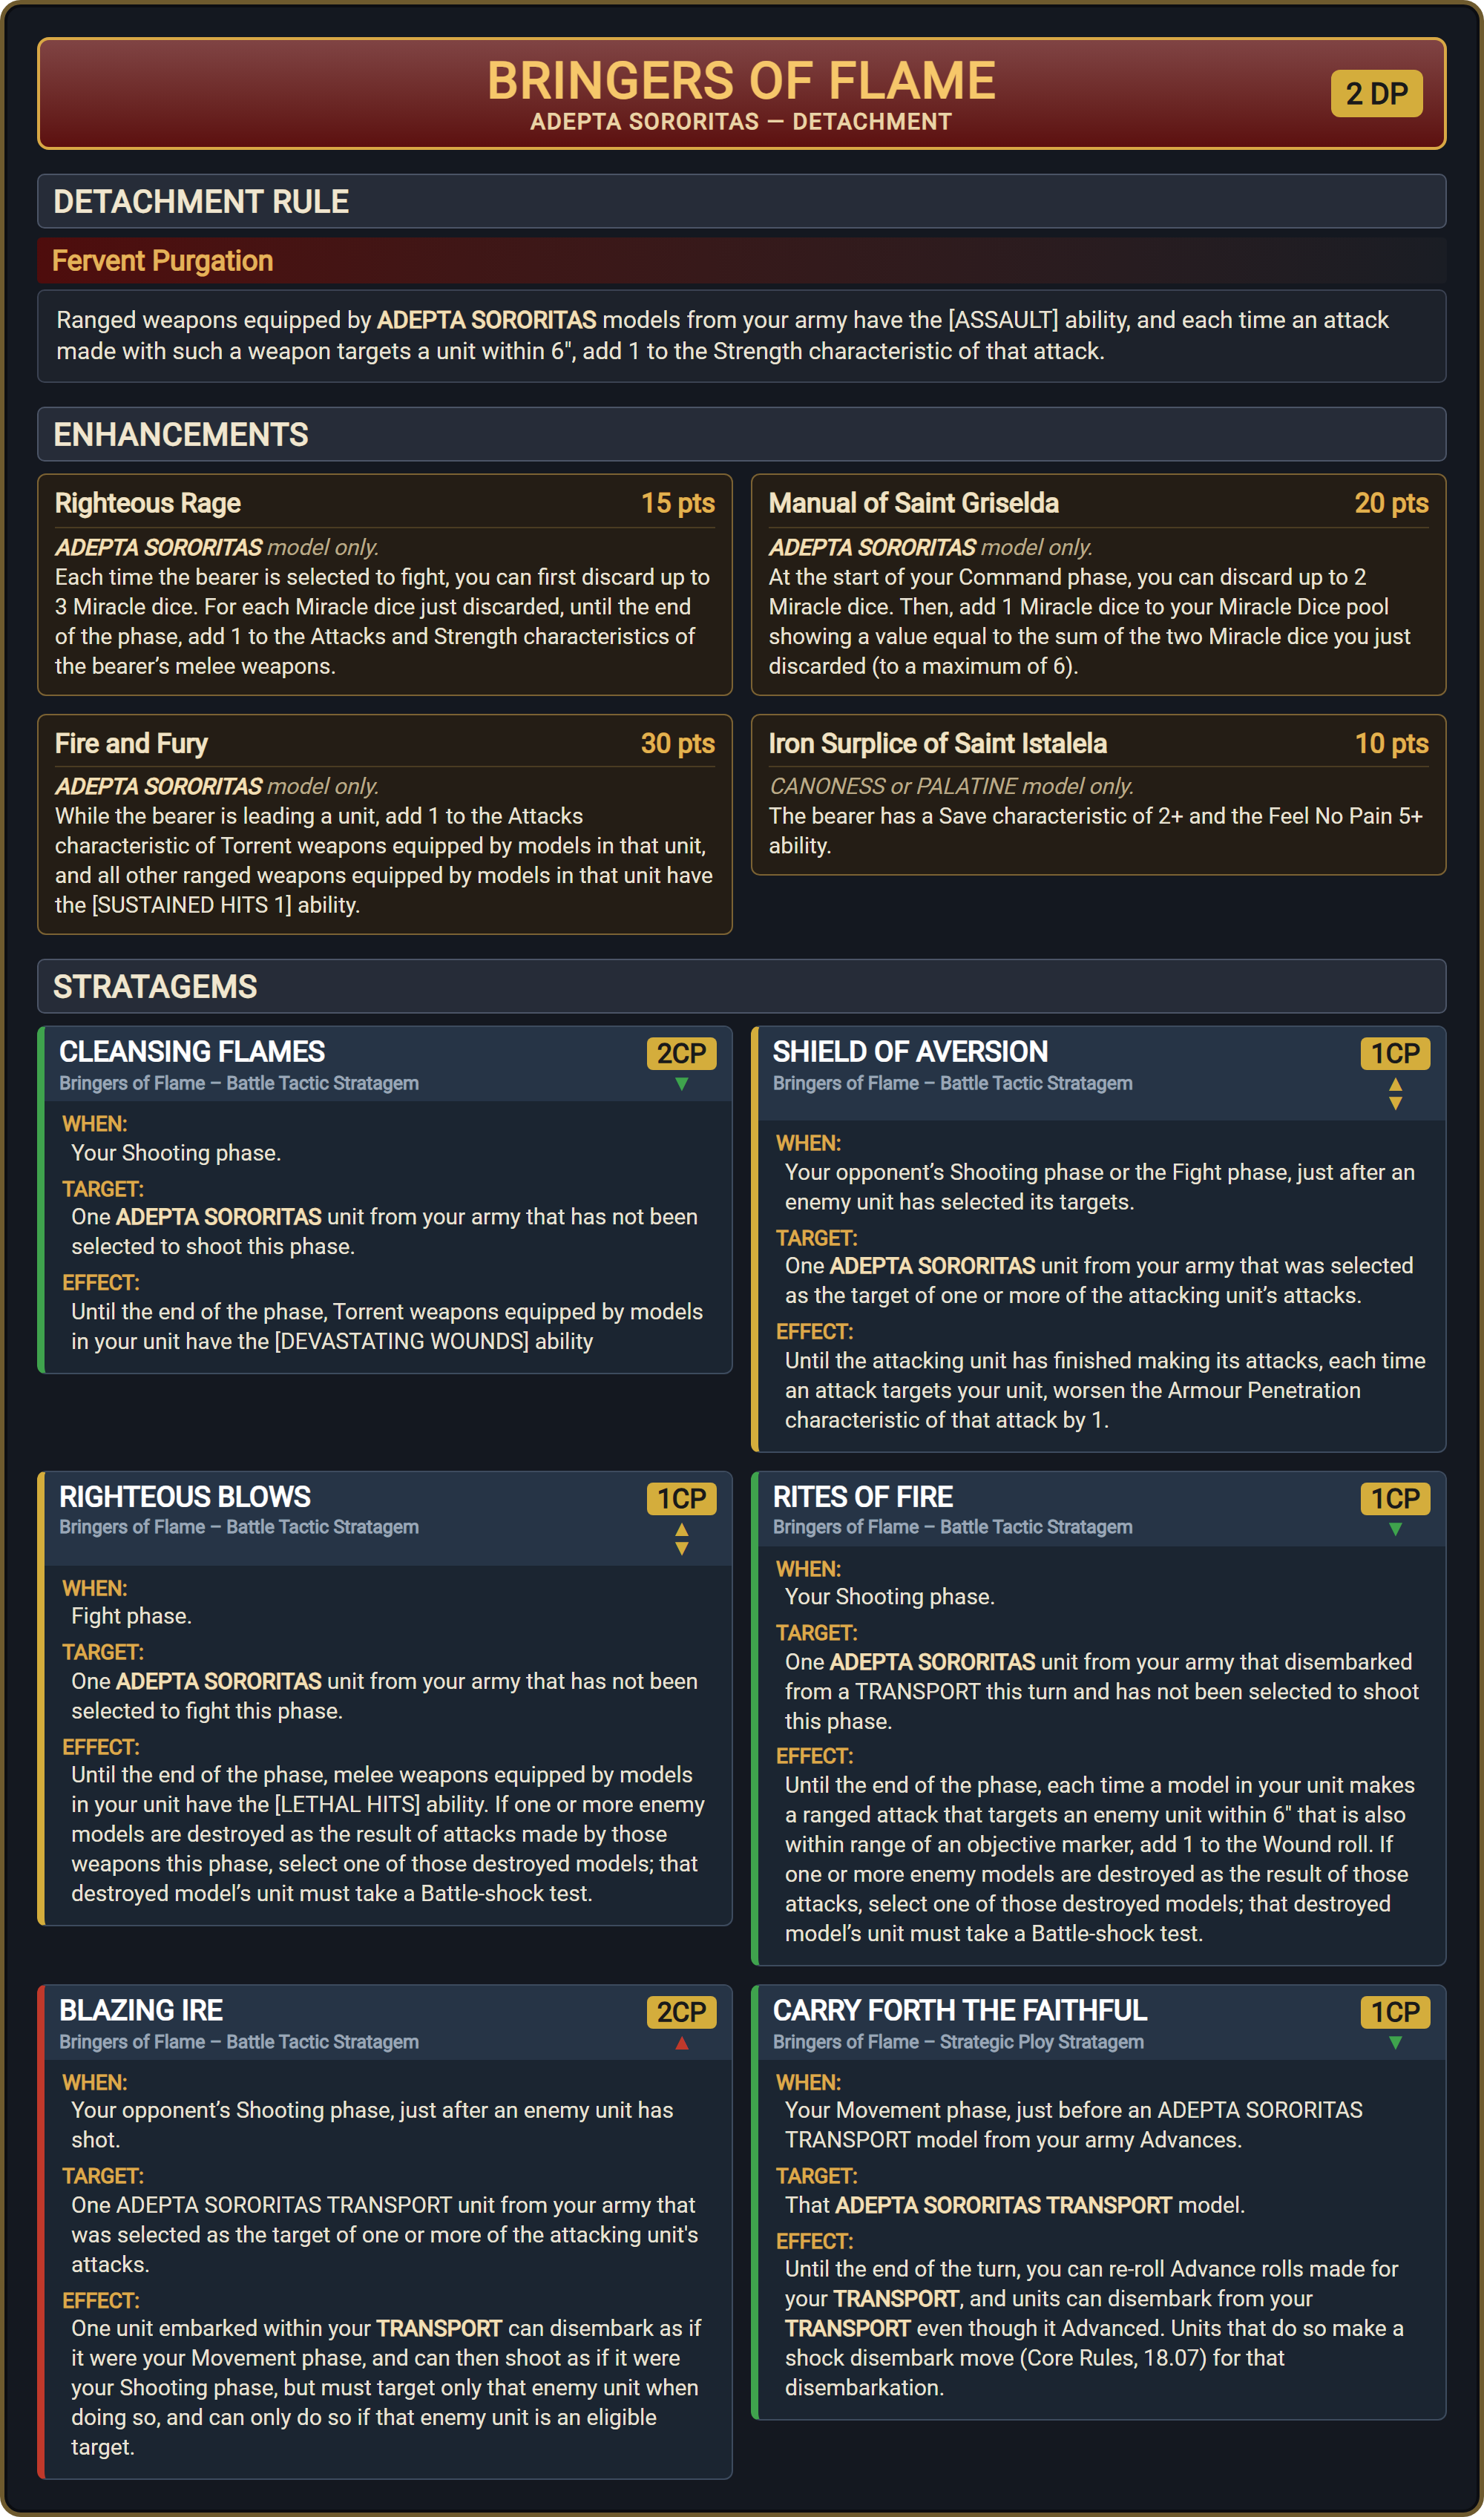 BRINGERS OF FLAME
ADEPTA SORORITAS — DETACHMENT
2 DP
DETACHMENT RULE
Fervent Purgation
Ranged weapons equipped by ADEPTA SORORITAS models from your army have the [ASSAULT] ability, and each time an attack
made with such a weapon targets a unit within 6", add 1 to the Strength characteristic of that attack.
ENHANCEMENTS
Righteous Rage
15 pts
ADEPTA SORORITAS model only.
Each time the bearer is selected to fight, you can first discard up to
3 Miracle dice. For each Miracle dice just discarded, until the end
of the phase, add 1 to the Attacks and Strength characteristics of
the bearer’s melee weapons.
Manual of Saint Griselda
20 pts
ADEPTA SORORITAS model only.
At the start of your Command phase, you can discard up to 2
Miracle dice. Then, add 1 Miracle dice to your Miracle Dice pool
showing a value equal to the sum of the two Miracle dice you just
discarded (to a maximum of 6).
Fire and Fury
30 pts
ADEPTA SORORITAS model only.
While the bearer is leading a unit, add 1 to the Attacks
characteristic of Torrent weapons equipped by models in that unit,
and all other ranged weapons equipped by models in that unit have
the [SUSTAINED HITS 1] ability.
Iron Surplice of Saint Istalela
10 pts
CANONESS or PALATINE model only.
The bearer has a Save characteristic of 2+ and the Feel No Pain 5+
ability.
STRATAGEMS
CLEANSING FLAMES
2CP
Bringers of Flame – Battle Tactic Stratagem
▼
WHEN:
Your Shooting phase.
TARGET:
One ADEPTA SORORITAS unit from your army that has not been
selected to shoot this phase.
EFFECT:
Until the end of the phase, Torrent weapons equipped by models
in your unit have the [DEVASTATING WOUNDS] ability
SHIELD OF AVERSION
1CP
Bringers of Flame – Battle Tactic Stratagem
▲
▼
WHEN:
Your opponent’s Shooting phase or the Fight phase, just after an
enemy unit has selected its targets.
TARGET:
One ADEPTA SORORITAS unit from your army that was selected
as the target of one or more of the attacking unit’s attacks.
EFFECT:
Until the attacking unit has finished making its attacks, each time
an attack targets your unit, worsen the Armour Penetration
characteristic of that attack by 1.
RIGHTEOUS BLOWS
1CP
Bringers of Flame – Battle Tactic Stratagem
▲
▼
WHEN:
Fight phase.
TARGET:
One ADEPTA SORORITAS unit from your army that has not been
selected to fight this phase.
EFFECT:
Until the end of the phase, melee weapons equipped by models
in your unit have the [LETHAL HITS] ability. If one or more enemy
models are destroyed as the result of attacks made by those
weapons this phase, select one of those destroyed models; that
destroyed model’s unit must take a Battle-shock test.
RITES OF FIRE
1CP
Bringers of Flame – Battle Tactic Stratagem
▼
WHEN:
Your Shooting phase.
TARGET:
One ADEPTA SORORITAS unit from your army that disembarked
from a TRANSPORT this turn and has not been selected to shoot
this phase.
EFFECT:
Until the end of the phase, each time a model in your unit makes
a ranged attack that targets an enemy unit within 6" that is also
within range of an objective marker, add 1 to the Wound roll. If
one or more enemy models are destroyed as the result of those
attacks, select one of those destroyed models; that destroyed
model’s unit must take a Battle-shock test.
BLAZING IRE
2CP
Bringers of Flame – Battle Tactic Stratagem
▲
WHEN:
Your opponent’s Shooting phase, just after an enemy unit has
shot.
TARGET:
One ADEPTA SORORITAS TRANSPORT unit from your army that
was selected as the target of one or more of the attacking unit's
attacks.
EFFECT:
One unit embarked within your TRANSPORT can disembark as if
it were your Movement phase, and can then shoot as if it were
your Shooting phase, but must target only that enemy unit when
doing so, and can only do so if that enemy unit is an eligible
target.
CARRY FORTH THE FAITHFUL
1CP
Bringers of Flame – Strategic Ploy Stratagem
▼
WHEN:
Your Movement phase, just before an ADEPTA SORORITAS
TRANSPORT model from your army Advances.
TARGET:
That ADEPTA SORORITAS TRANSPORT model.
EFFECT:
Until the end of the turn, you can re-roll Advance rolls made for
your TRANSPORT, and units can disembark from your
TRANSPORT even though it Advanced. Units that do so make a
shock disembark move (Core Rules, 18.07) for that
disembarkation.